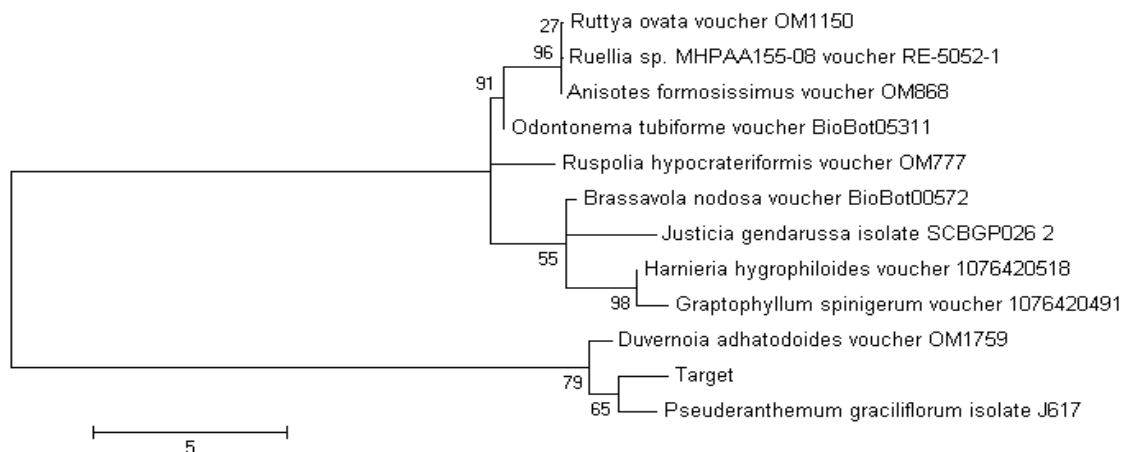 27
Ruttya ovata voucher OM1150
96
Ruellia sp. MHPAA155-08 voucher RE-5052-1
91
Anisotes formosissimus voucher OM868
Odontonema tubiforme voucher BioBot05311
Ruspolia hypocrateriformis voucher OM777
Brassavola nodosa voucher BioBot00572
Justicia gendarussa isolate SCBGP026 2
55
Harnieria hygrophiloides voucher 1076420518
98
Graptophyllum spinigerum voucher 1076420491
Duvernoia adhatodoides voucher OM1759
79
Target
65
Pseuderanthemum graciliflorum isolate J617
5